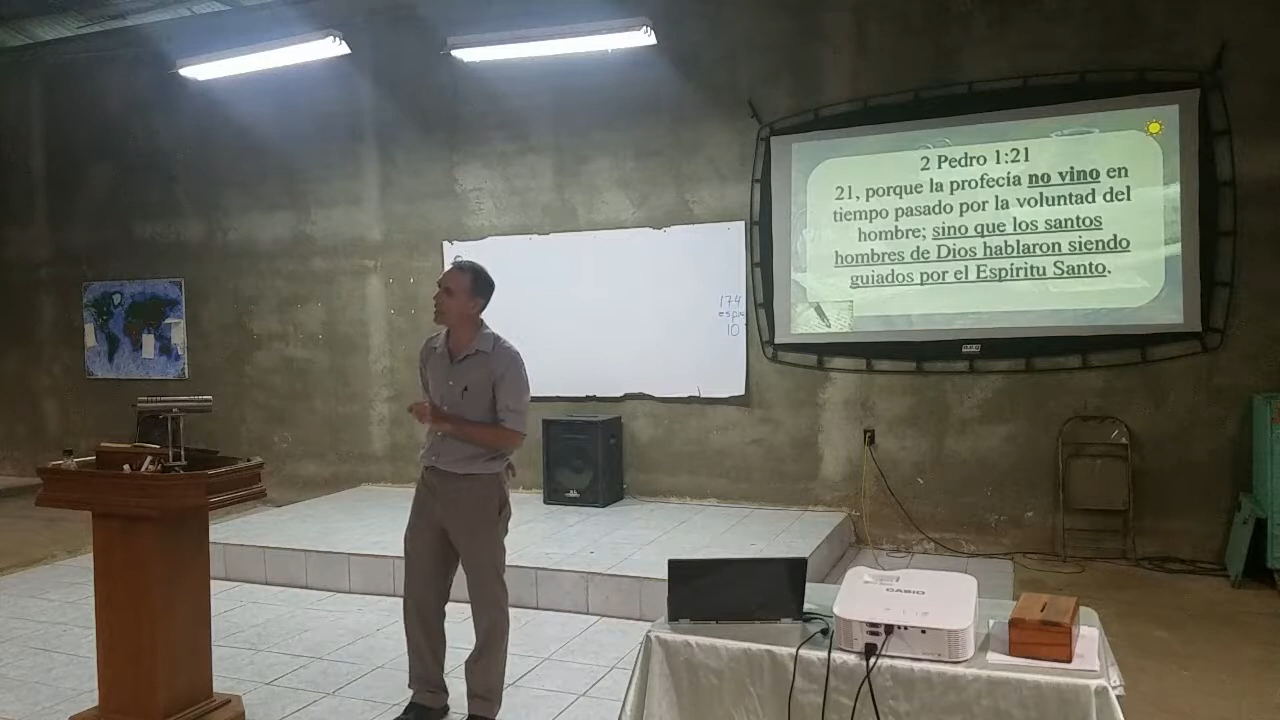 2 Pedro 1:21
21, porque la profecía no vino en
tiempo pasado por la voluntad del
hombre; sino que los santos
hombres de Dios hablaron siendo
guiados por el Espíritu Santo.
174
10
CASIO